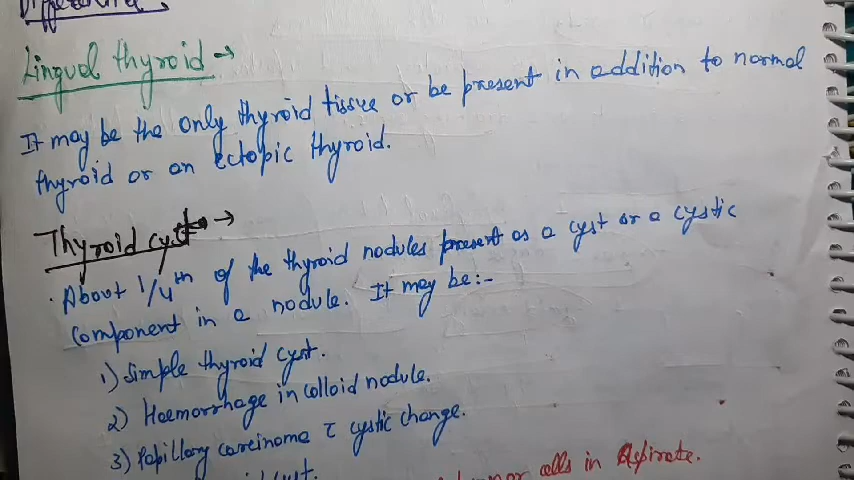 Differential
Lingual thyroid →
It may be the only thyroid tissue or be present in addition to normal
thyroid or an ectopic thyroid.
Thyroid cyst →
. About 1/4th of the thyroid nodules present as a cyst or a cystic
component in a nodule. It may be:-
1) Simple thyroid cyst.
2) Haemorrhage in colloid nodule.
3) Papillary carcinoma c cystic change.
cyst.
cells in Aspirate.